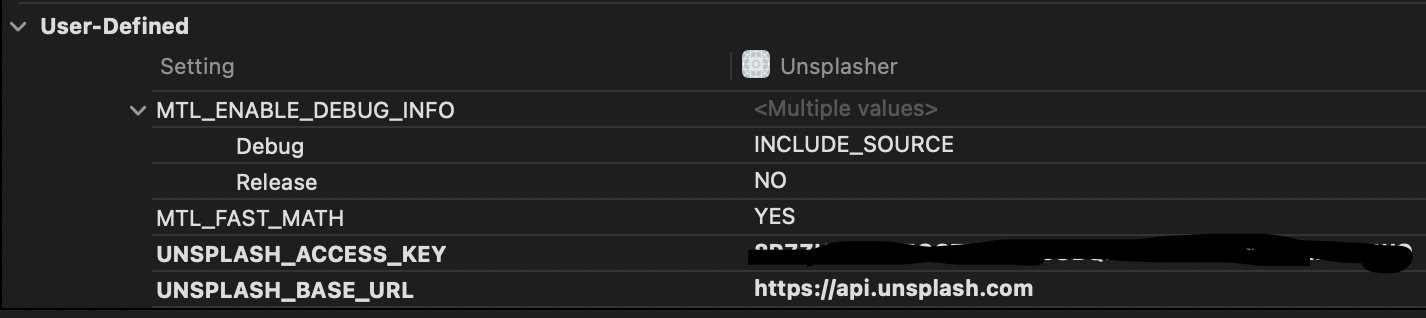 User-Defined
Setting Unsplasher
MTL_ENABLE_DEBUG_INFO <Multiple values>
Debug INCLUDE_SOURCE
Release NO
MTL_FAST_MATH YES
UNSPLASH_ACCESS_KEY
UNSPLASH_BASE_URL https://api.unsplash.com